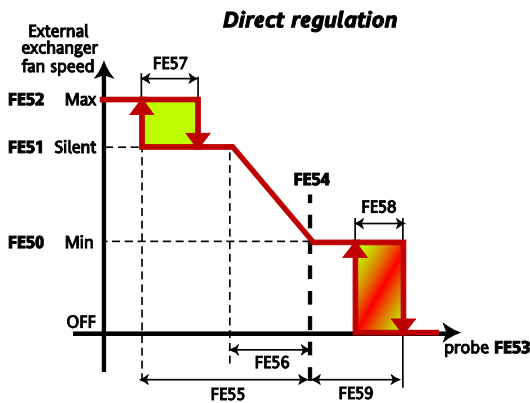 Direct regulation
External
exchanger
fan speed
FE57
FE52 Max
FE51 Silent
FE54
FE58
FE50 Min
OFF
probe FE53
FE56
FE55
FE59